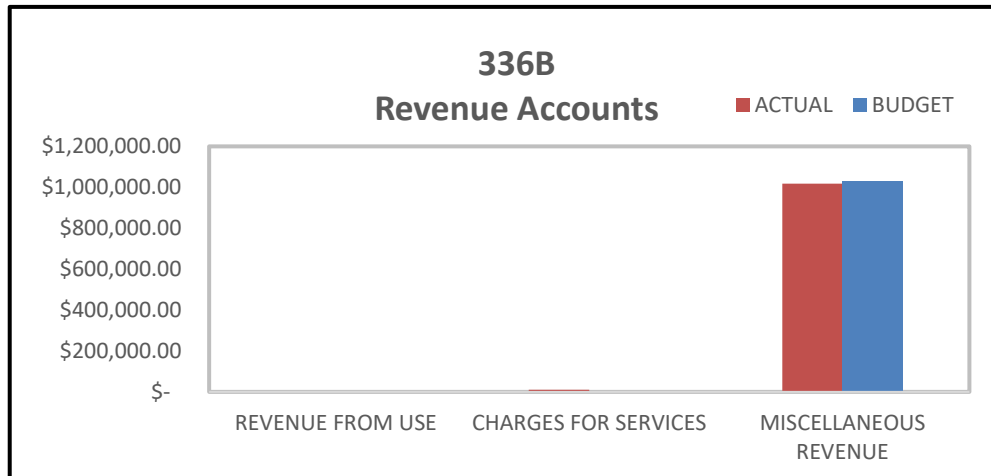 336B
Revenue Accounts
ACTUAL BUDGET
$1,200,000.00
$1,000,000.00
$800,000.00
$600,000.00
$400,000.00
$200,000.00
$-
REVENUE FROM USE CHARGES FOR SERVICES MISCELLANEOUS
REVENUE